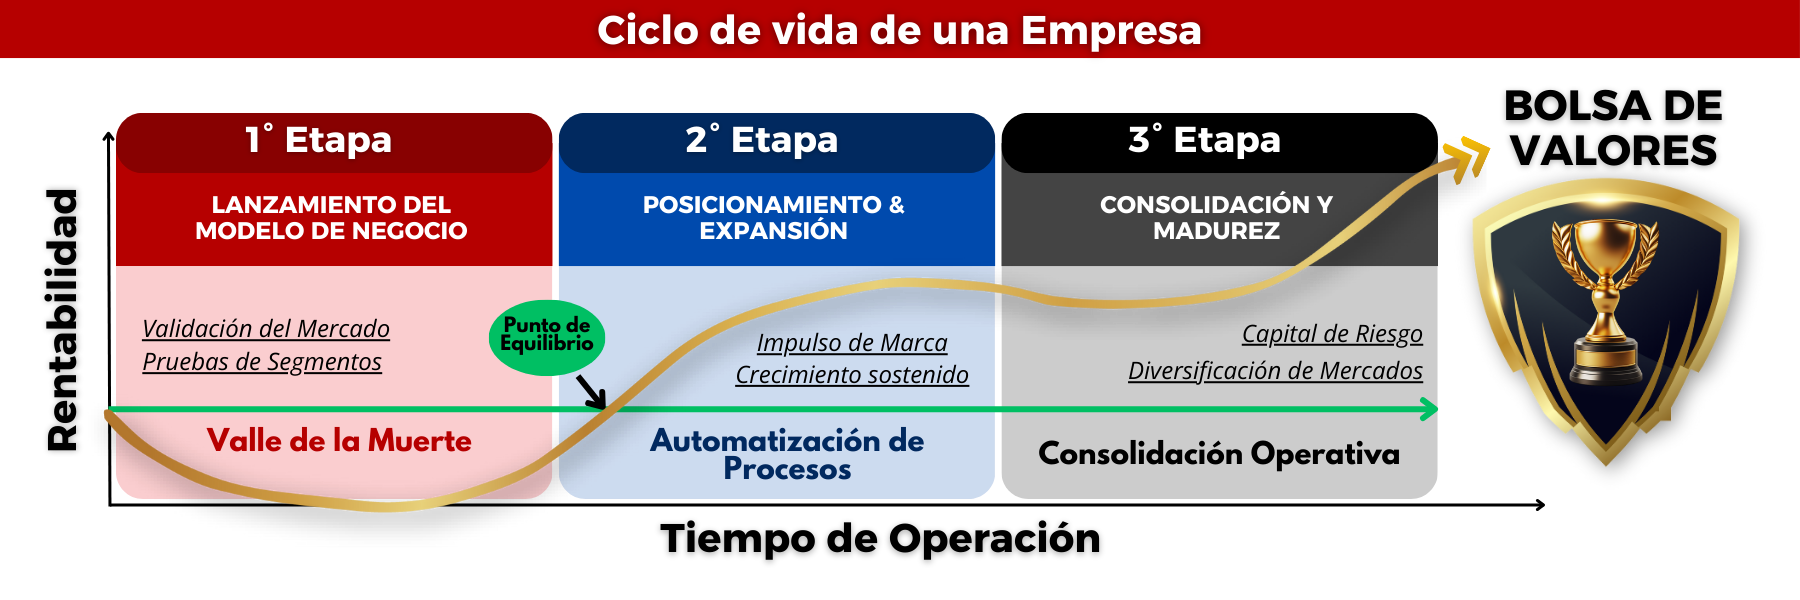 Ciclo de vida de una Empresa
BOLSA DE
VALORES
1° Etapa
LANZAMIENTO DEL
MODELO DE NEGOCIO
Validación del Mercado
Pruebas de Segmentos
Valle de la Muerte
Punto de
Equilibrio
2° Etapa
POSICIONAMIENTO &
EXPANSIÓN
Impulso de Marca
Crecimiento sostenido
Automatización de
Procesos
3° Etapa
CONSOLIDACIÓN Y
MADUREZ
Capital de Riesgo
Diversificación de Mercados
Consolidación Operativa
Rentabilidad
Tiempo de Operación